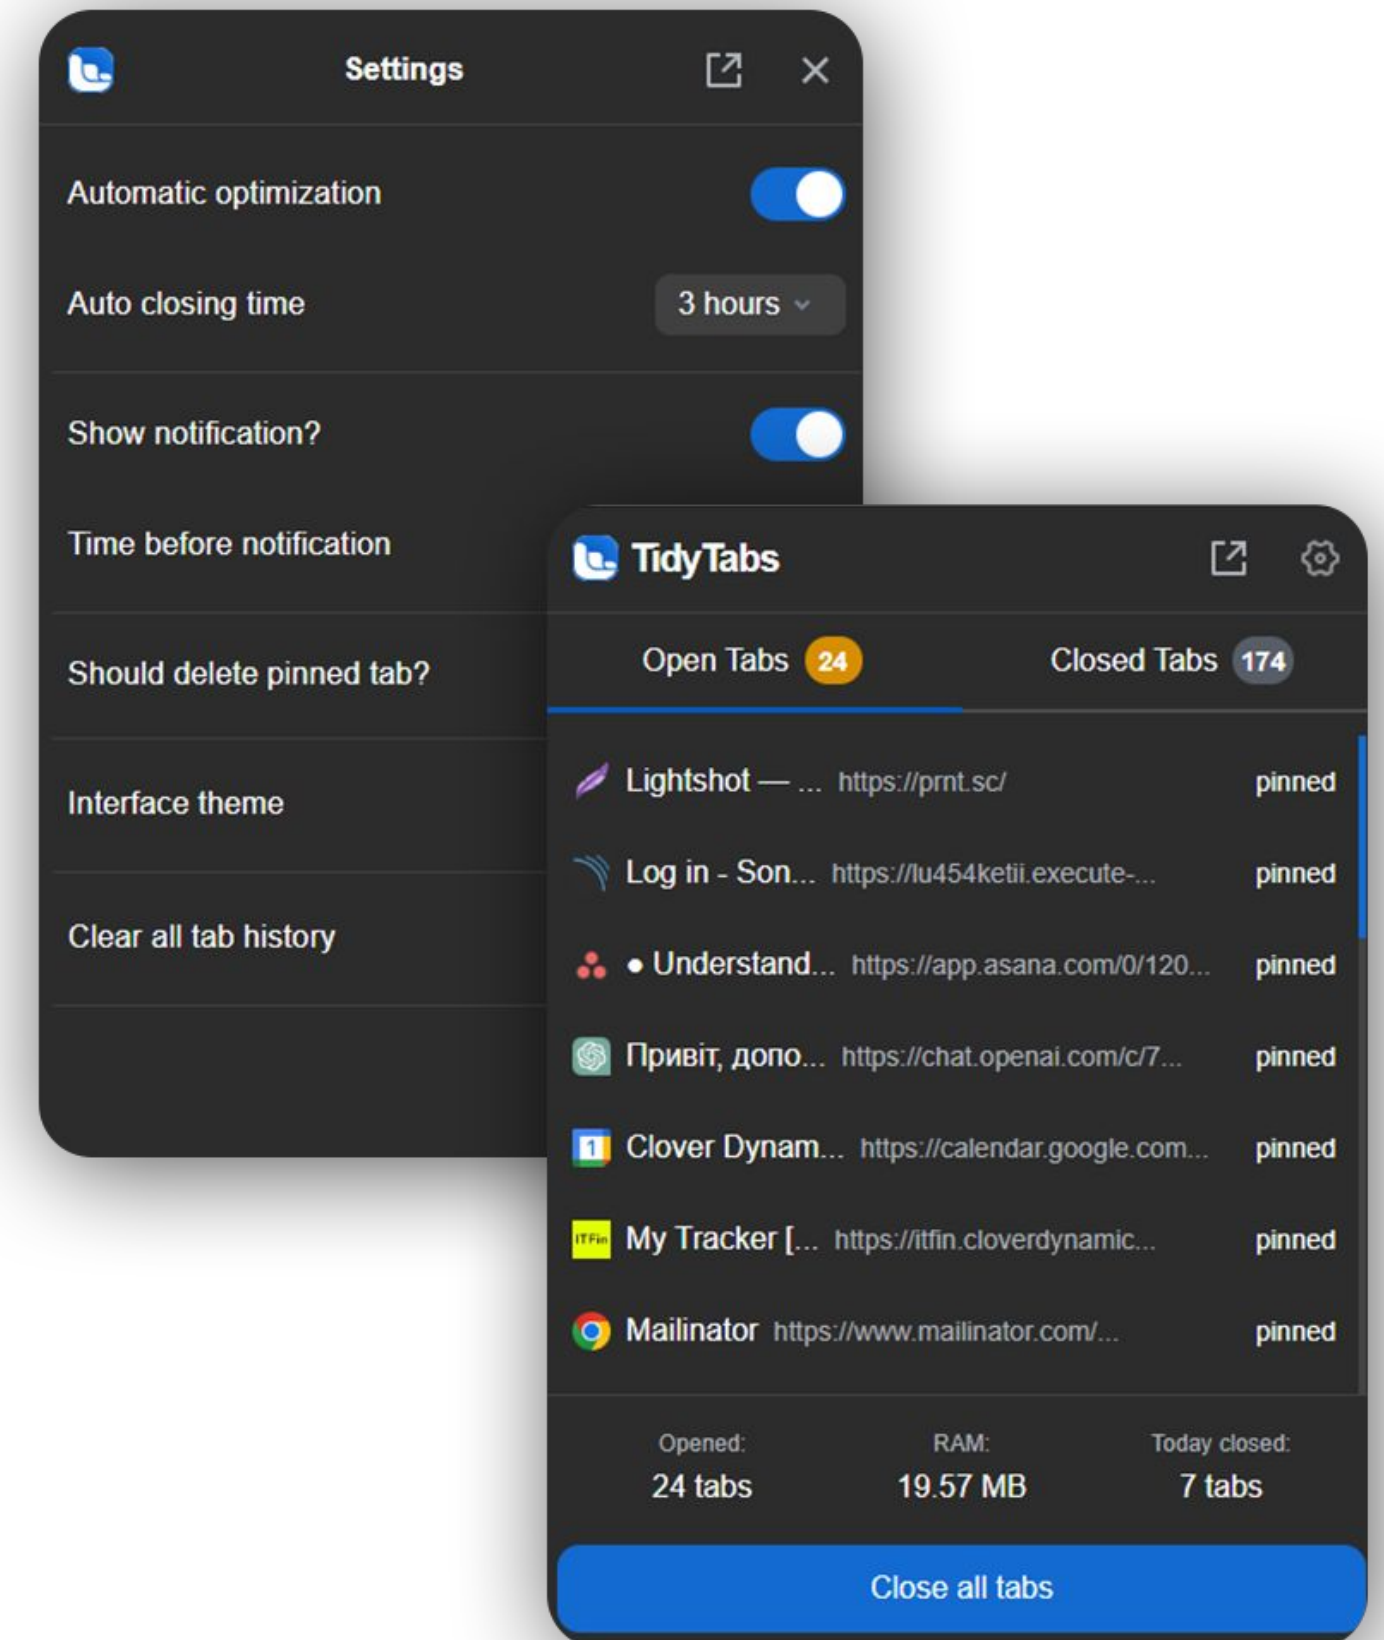 Settings
Automatic optimization
Auto closing time
3 hours
Show notification?
Time before notification
Should delete pinned tab?
Interface theme
Clear all tab history
TidyTabs
Open Tabs 24
Closed Tabs 174
Lightshot — ... https://prnt.sc/ pinned
Log in - Son... https://lu454ketii.execute-... pinned
● Understand... https://app.asana.com/0/120... pinned
Привіт, допо... https://chat.openai.com/c/7... pinned
1 Clover Dynam... https://calendar.google.com... pinned
ITFin My Tracker [... https://itfin.cloverdynamic... pinned
Mailinator https://www.mailinator.com/... pinned
Opened: RAM: Today closed:
24 tabs 19.57 MB 7 tabs
Close all tabs